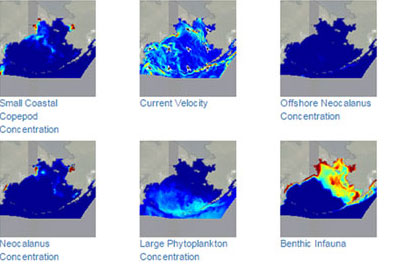 Small Coastal
Copepod
Concentration
Current Velocity
Offshore Neocalanus
Concentration
Neocalanus
Concentration
Large Phytoplankton
Concentration
Benthic Infauna